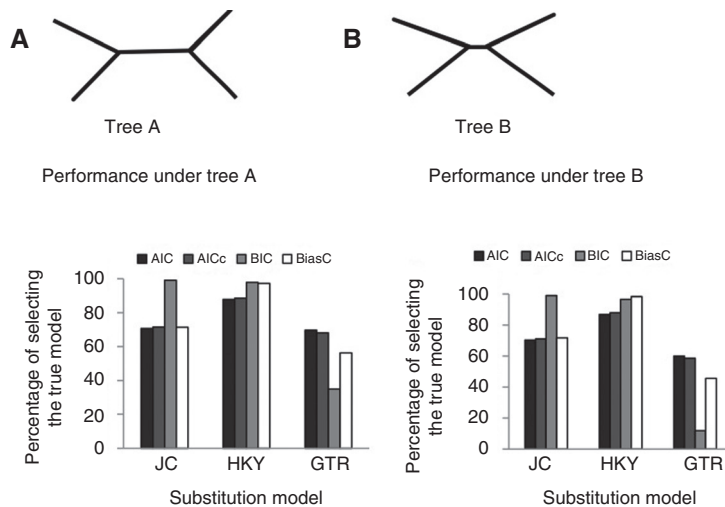 A
Tree A
Performance under tree A
AIC AICc BIC BiasC
Percentage of selecting
the true model
100
80
60
40
20
0
JC HKY GTR
Substitution model
B
Tree B
Performance under tree B
AIC AICc BIC BiasC
Percentage of selecting
the true model
100
80
60
40
20
0
JC HKY GTR
Substitution model